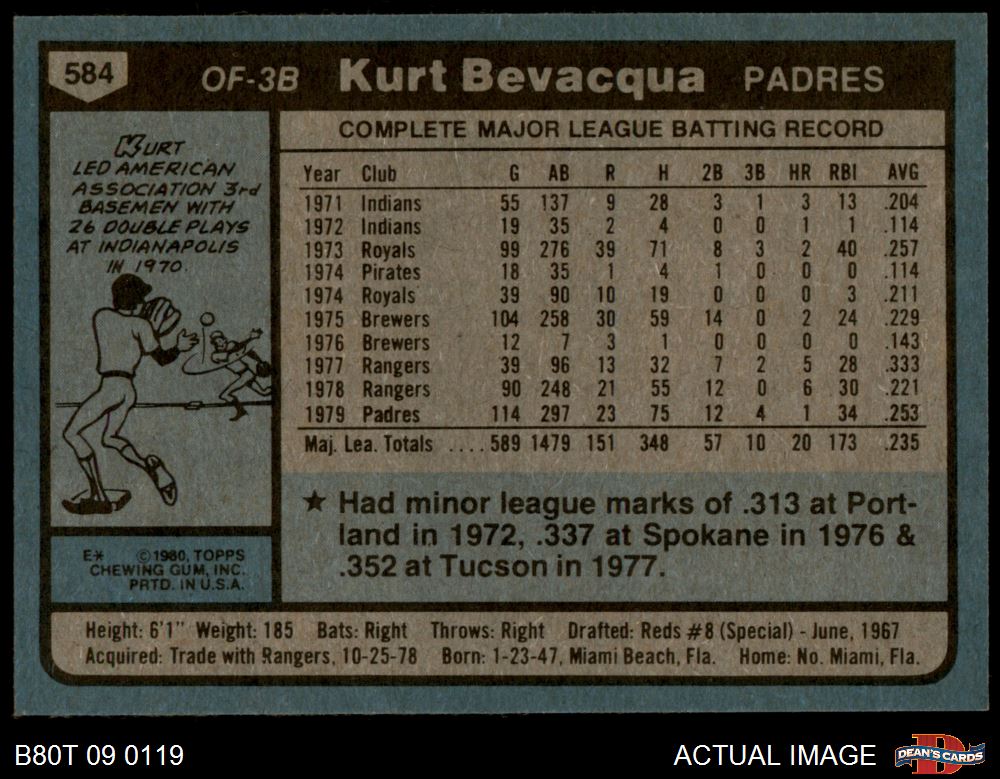 584 OF-3B Kurt Bevacqua PADRES
KURT
LED AMERICAN
ASSOCIATION 3rd
BASEMEN WITH
26 DOUBLE PLAYS
AT INDIANAPOLIS
IN 1970.
COMPLETE MAJOR LEAGUE BATTING RECORD
Year Club G AB R H 2B 3B HR RBI AVG
1971 Indians 55 137 9 28 3 1 3 13 .204
1972 Indians 19 35 2 4 0 0 1 1 .114
1973 Royals 99 276 39 71 8 3 2 40 .257
1974 Pirates 18 35 1 4 1 0 0 0 .114
1974 Royals 39 90 10 19 0 0 0 3 .211
1975 Brewers 104 258 30 59 14 0 2 24 .229
1976 Brewers 12 7 3 1 0 0 0 0 .143
1977 Rangers 39 96 13 32 7 2 5 28 .333
1978 Rangers 90 248 21 55 12 0 6 30 .221
1979 Padres 114 297 23 75 12 4 1 34 .253
Maj. Lea. Totals .... 589 1479 151 348 57 10 20 173 .235
★ Had minor league marks of .313 at Port-
land in 1972, .337 at Spokane in 1976 &
.352 at Tucson in 1977.
E* ©1980, TOPPS
CHEWING GUM, INC.
PRTD. IN U.S.A.
Height: 6'1" Weight: 185 Bats: Right Throws: Right Drafted: Reds #8 (Special) - June, 1967
Acquired: Trade with Rangers, 10-25-78 Born: 1-23-47, Miami Beach, Fla. Home: No. Miami, Fla.
B80T 09 0119 ACTUAL IMAGE DEAN'S CARDS